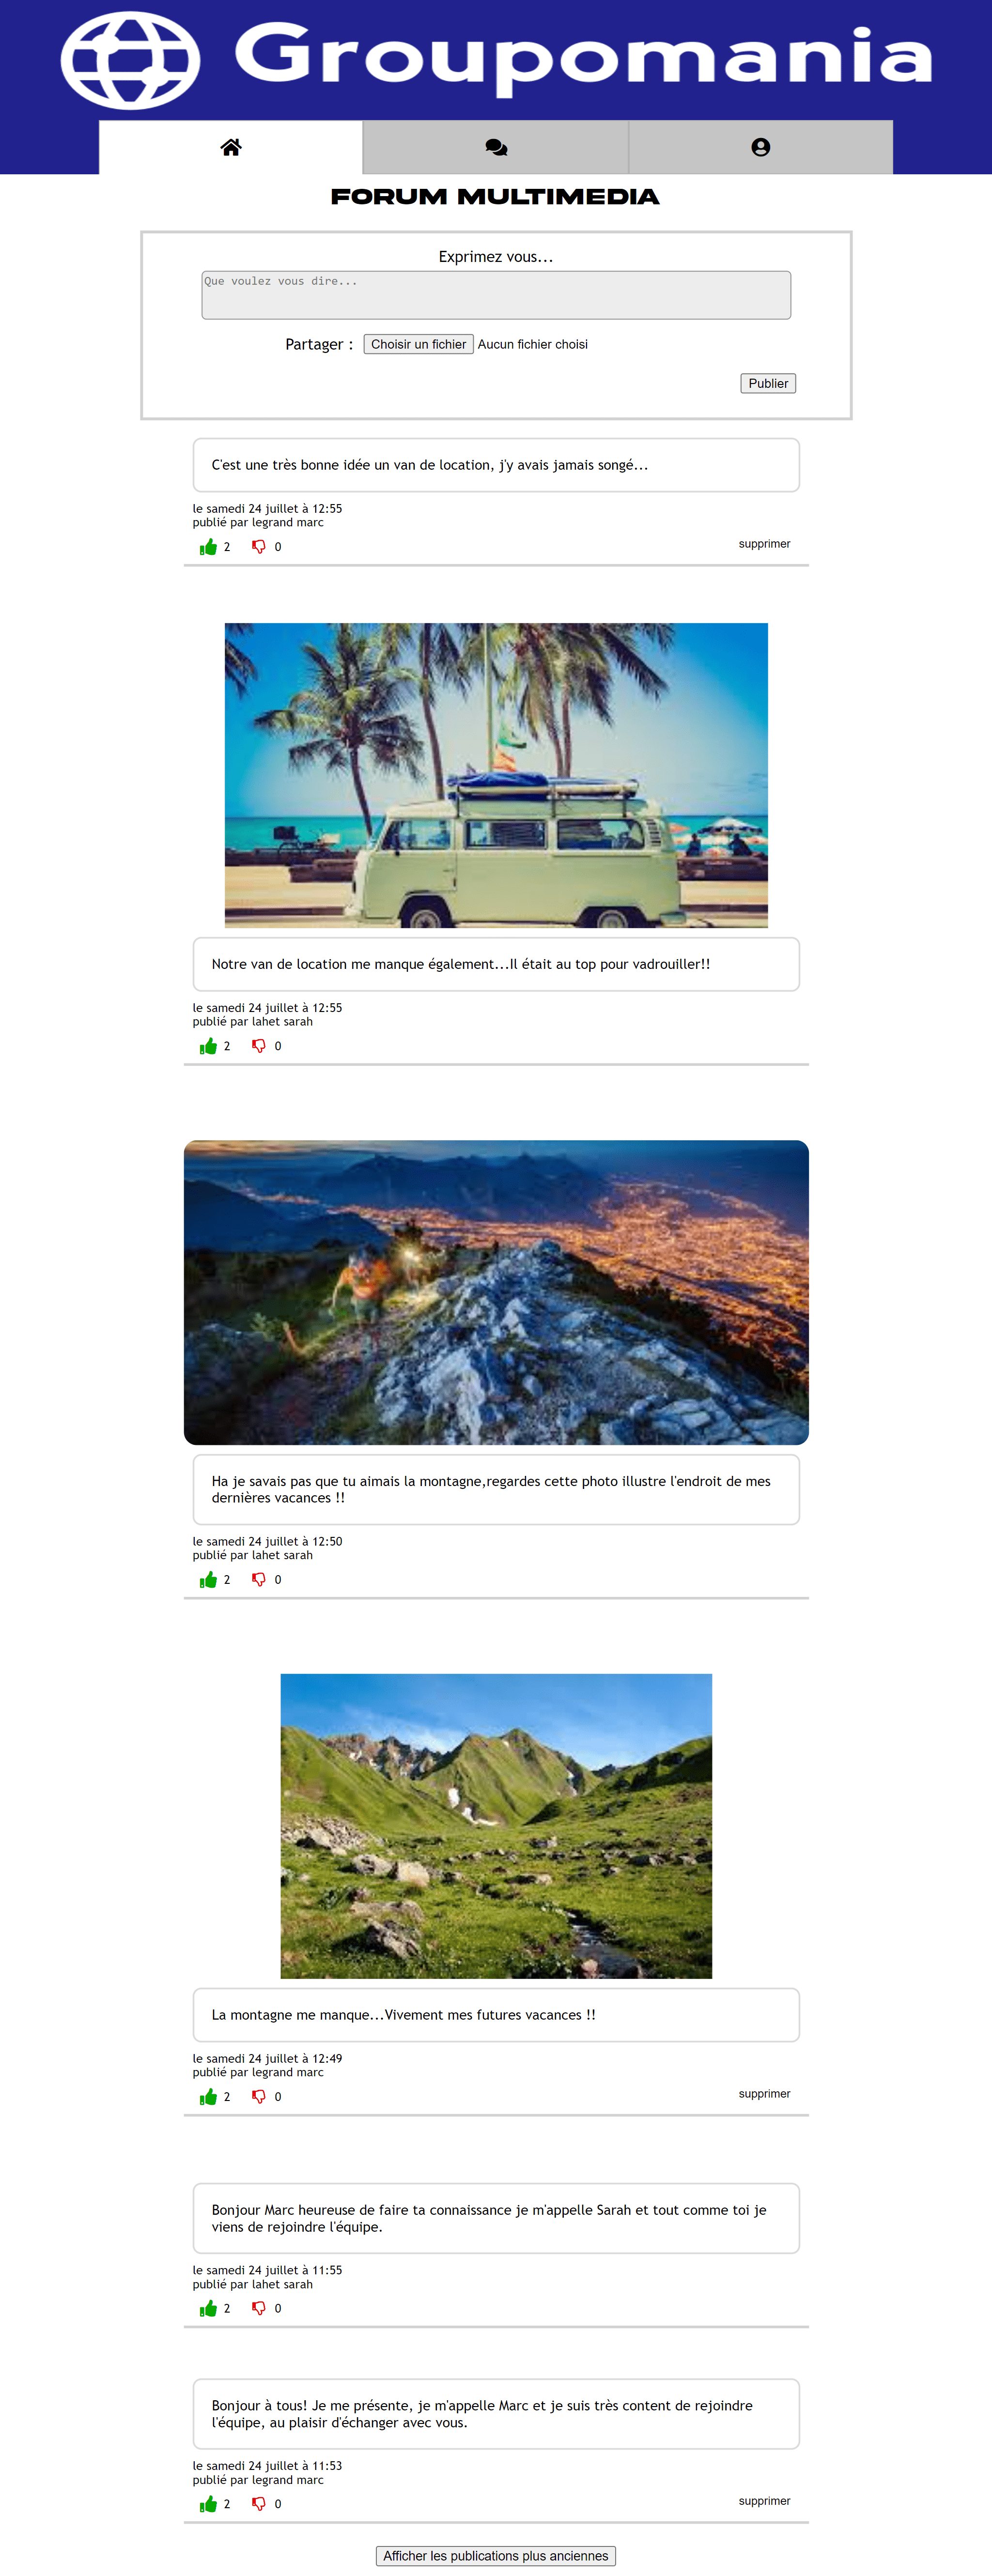 Groupomania
FORUM MULTIMEDIA
Exprimez vous...
Que voulez vous dire...
Partager : Choisir un fichier Aucun fichier choisi
Publier
C'est une très bonne idée un van de location, j'y avais jamais songé...
le samedi 24 juillet à 12:55
publié par legrand marc
2 0 supprimer
Notre van de location me manque également...Il était au top pour vadrouiller!!
le samedi 24 juillet à 12:55
publié par lahet sarah
2 0
Ha je savais pas que tu aimais la montagne,regardes cette photo illustre l'endroit de mes
dernières vacances !!
le samedi 24 juillet à 12:50
publié par lahet sarah
2 0
La montagne me manque...Vivement mes futures vacances !!
le samedi 24 juillet à 12:49
publié par legrand marc
2 0 supprimer
Bonjour Marc heureuse de faire ta connaissance je m'appelle Sarah et tout comme toi je
viens de rejoindre l'équipe.
le samedi 24 juillet à 11:55
publié par lahet sarah
2 0
Bonjour à tous! Je me présente, je m'appelle Marc et je suis très content de rejoindre
l'équipe, au plaisir d'échanger avec vous.
le samedi 24 juillet à 11:53
publié par legrand marc
2 0 supprimer
Afficher les publications plus anciennes